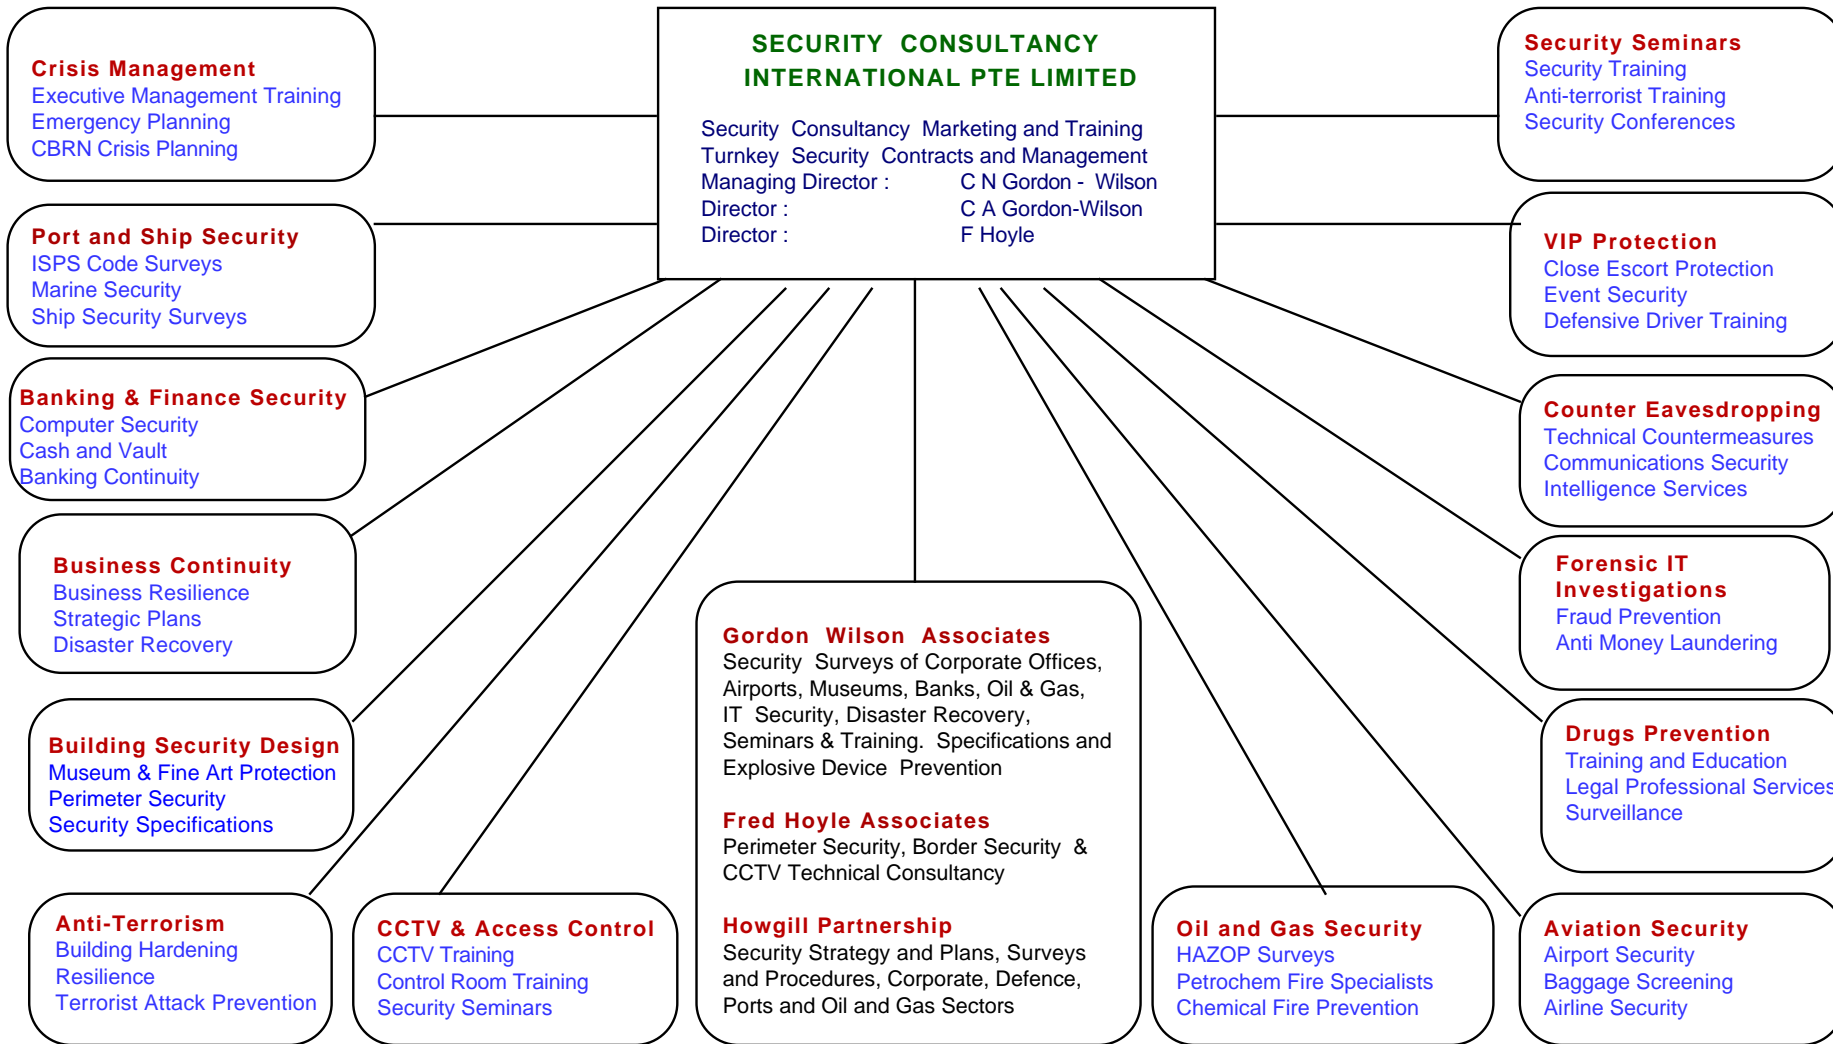 SECURITY CONSULTANCY
INTERNATIONAL PTE LIMITED
Security Consultancy Marketing and Training
Turnkey Security Contracts and Management
Managing Director : C N Gordon - Wilson
Director : C A Gordon-Wilson
Director : F Hoyle
Crisis Management
Executive Management Training
Emergency Planning
CBRN Crisis Planning
Port and Ship Security
ISPS Code Surveys
Marine Security
Ship Security Surveys
Banking & Finance Security
Computer Security
Cash and Vault
Banking Continuity
Business Continuity
Business Resilience
Strategic Plans
Disaster Recovery
Building Security Design
Museum & Fine Art Protection
Perimeter Security
Security Specifications
Anti-Terrorism
Building Hardening
Resilience
Terrorist Attack Prevention
CCTV & Access Control
CCTV Training
Control Room Training
Security Seminars
Gordon Wilson Associates
Security Surveys of Corporate Offices,
Airports, Museums, Banks, Oil & Gas,
IT Security, Disaster Recovery,
Seminars & Training. Specifications and
Explosive Device Prevention
Fred Hoyle Associates
Perimeter Security, Border Security &
CCTV Technical Consultancy
Howgill Partnership
Security Strategy and Plans, Surveys
and Procedures, Corporate, Defence,
Ports and Oil and Gas Sectors
Oil and Gas Security
HAZOP Surveys
Petrochem Fire Specialists
Chemical Fire Prevention
Aviation Security
Airport Security
Baggage Screening
Airline Security
Drugs Prevention
Training and Education
Legal Professional Services
Surveillance
Forensic IT
Investigations
Fraud Prevention
Anti Money Laundering
Counter Eavesdropping
Technical Countermeasures
Communications Security
Intelligence Services
VIP Protection
Close Escort Protection
Event Security
Defensive Driver Training
Security Seminars
Security Training
Anti-terrorist Training
Security Conferences